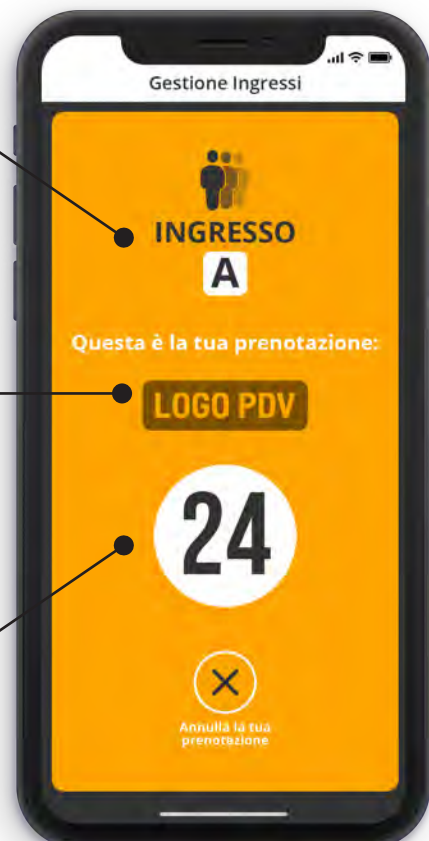 Gestione Ingressi
INGRESSO
A
Questa è la tua prenotazione:
LOGO PDV
24
Annulla la tua
prenotazione